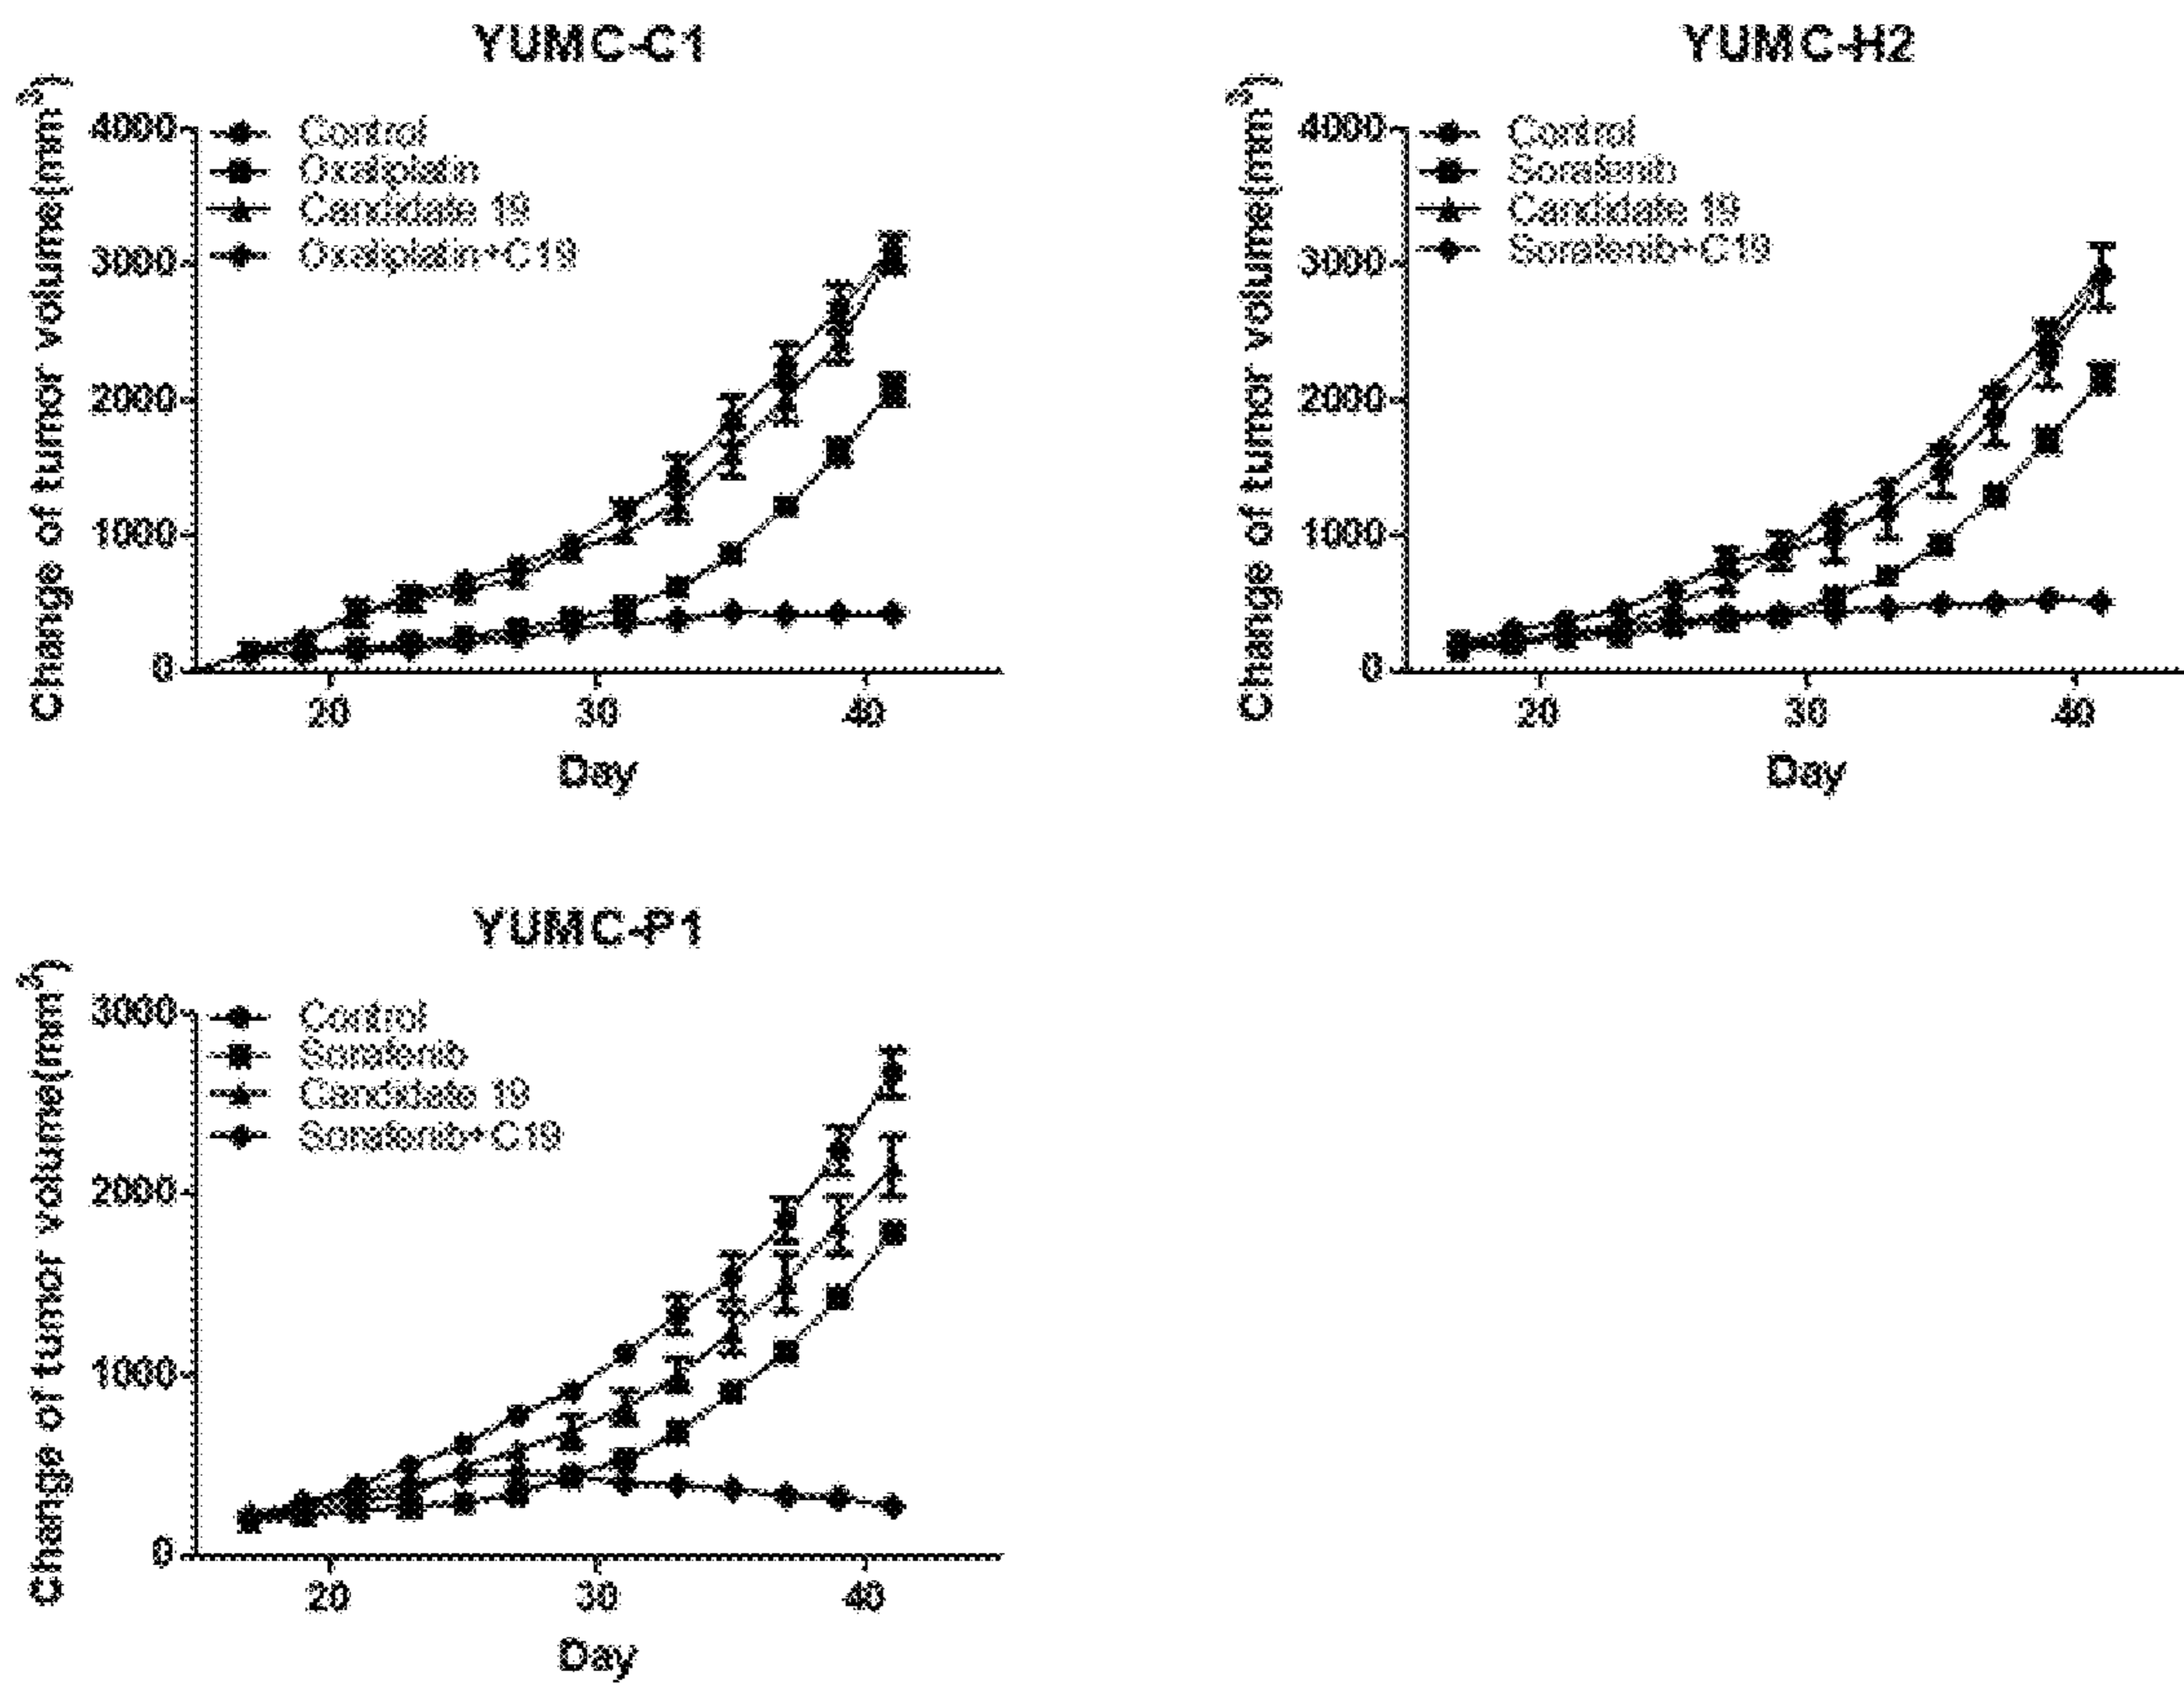 YUMC-C1
Change of tumor volume(mm³)
4000
3000
2000
1000
0
Control
Oxaliplatin
Candidate 19
Oxaliplatin+C19
20 30 40
Day
YUMC-H2
Change of tumor volume(mm³)
4000
3000
2000
1000
0
Control
Sorafenib
Candidate 19
Sorafenib+C19
20 30 40
Day
YUMC-P1
Change of tumor volume(mm³)
3000
2000
1000
0
Control
Sorafenib
Candidate 19
Sorafenib+C19
20 30 40
Day